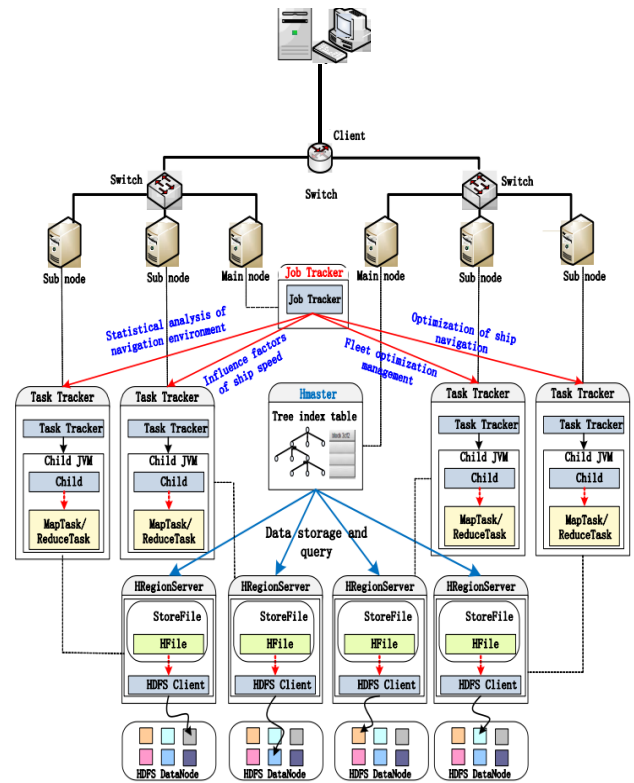 Client
Switch
Switch
Switch
Sub node
Sub node
Main node
Main node
Sub node
Sub node
Job Tracker
Job Tracker
Statistical analysis of
navigation environment
Influence factors
of ship speed
Fleet optimization
management
Optimization of ship
navigation
Task Tracker
Task Tracker
Child JVM
Child
MapTask/
ReduceTask
Task Tracker
Task Tracker
Child JVM
Child
MapTask/
ReduceTask
Hmaster
Tree index table
Task Tracker
Task Tracker
Child JVM
Child
MapTask/
ReduceTask
Task Tracker
Task Tracker
Child JVM
Child
MapTask/
ReduceTask
Data storage and
query
HRegionServer
StoreFile
HFile
HDFS Client
HRegionServer
StoreFile
HFile
HDFS Client
HRegionServer
StoreFile
HFile
HDFS Client
HRegionServer
StoreFile
HFile
HDFS Client
HDFS DataNode
HDFS DataNode
HDFS DataNode
HDFS DataNode